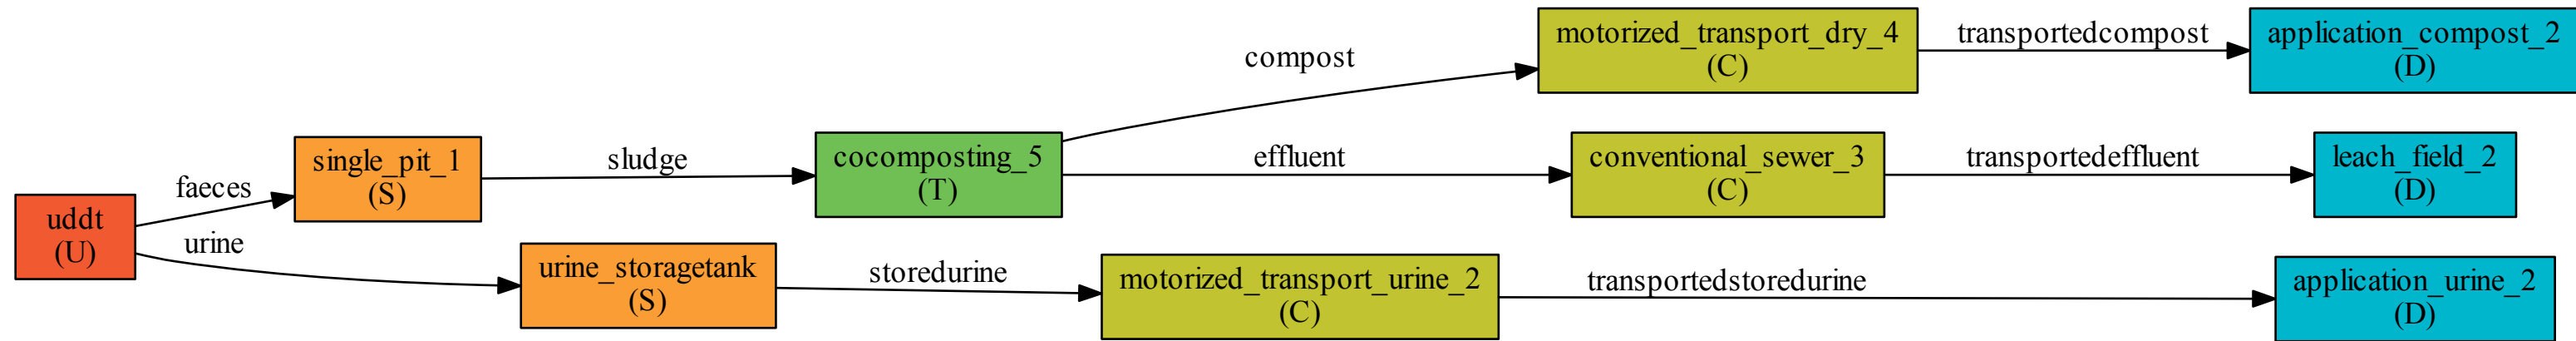 uddt
(U)
faeces
urine
single_pit_1
(S)
sludge
urine_storagetank
(S)
storedurine
cocomposting_5
(T)
compost
effluent
motorized_transport_urine_2
(C)
motorized_transport_dry_4
(C)
conventional_sewer_3
(C)
transportedcompost
transportedeffluent
transportedstoredurine
application_compost_2
(D)
leach_field_2
(D)
application_urine_2
(D)